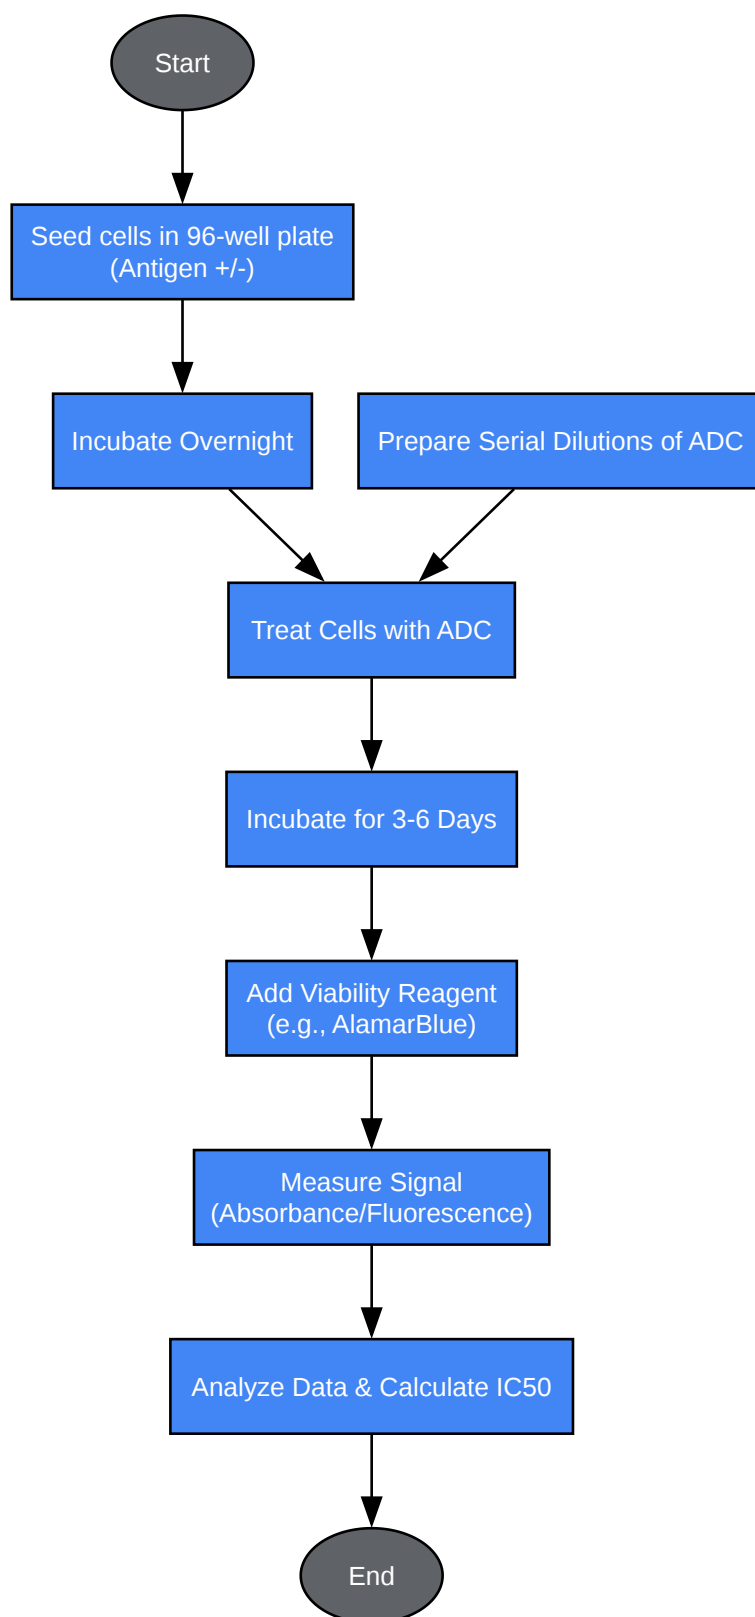 Start
Seed cells in 96-well plate
(Antigen +/-)
Incubate Overnight
Prepare Serial Dilutions of ADC
Treat Cells with ADC
Incubate for 3-6 Days
Add Viability Reagent
(e.g., AlamarBlue)
Measure Signal
(Absorbance/Fluorescence)
Analyze Data & Calculate IC50
End